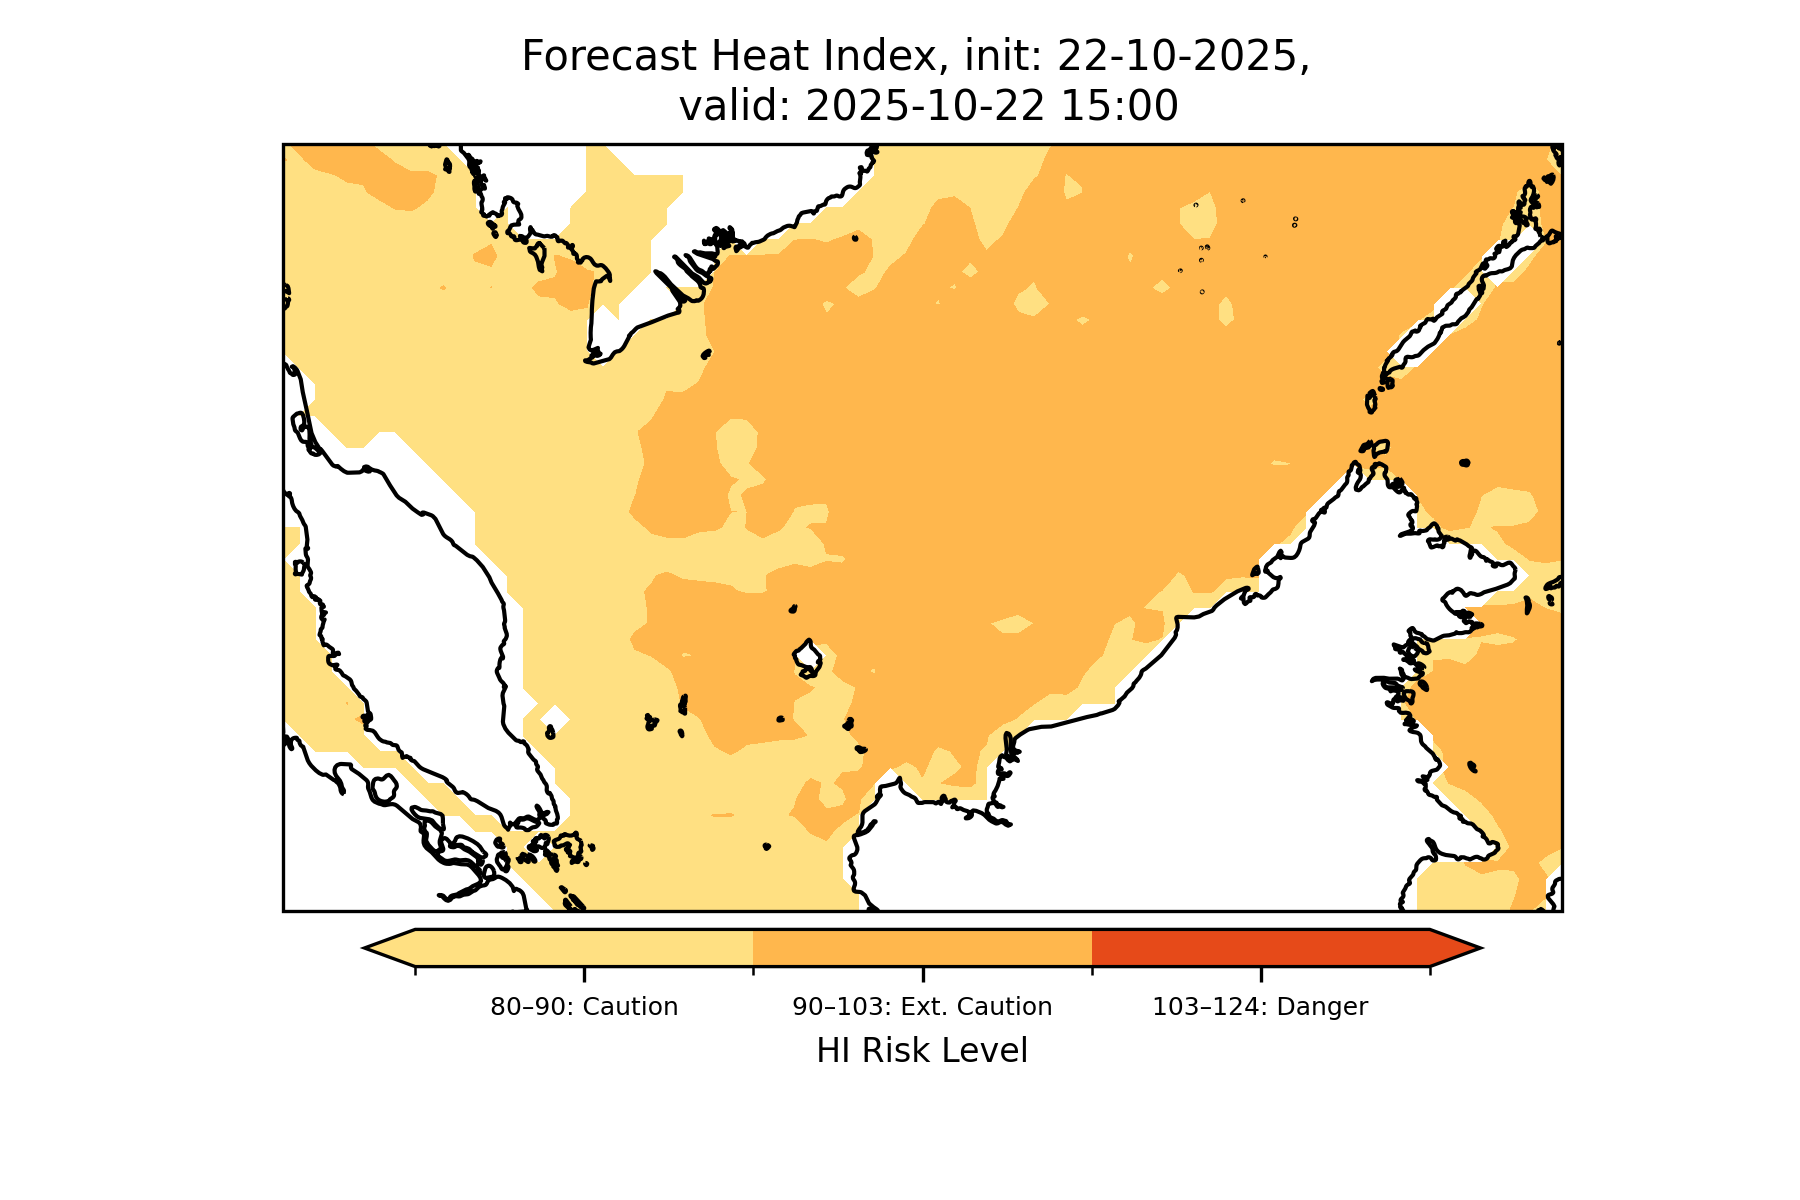 Forecast Heat Index, init: 22-10-2025,
valid: 2025-10-22 15:00
80–90: Caution
90–103: Ext. Caution
103–124: Danger
HI Risk Level